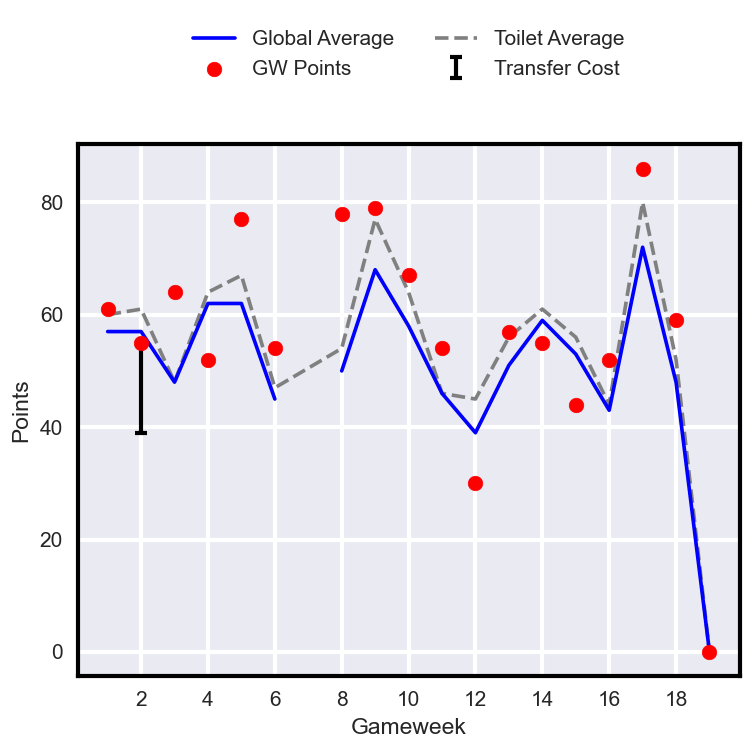 Global Average
Toilet Average
GW Points
Transfer Cost
80
60
40
20
0
Points
2 4 6 8 10 12 14 16 18
Gameweek